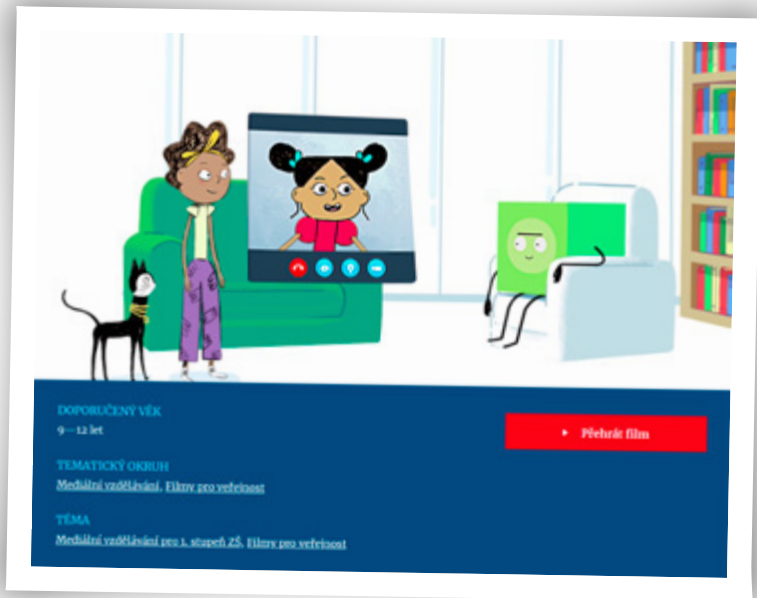 DOPORUČENÝ VĚK
9—12 let
Přehrát film
TEMATICKÝ OKRUH
Mediální vzdělávání, Filmy pro veřejnost
TÉMA
Mediální vzdělávání pro 1. stupeň ZŠ, Filmy pro veřejnost